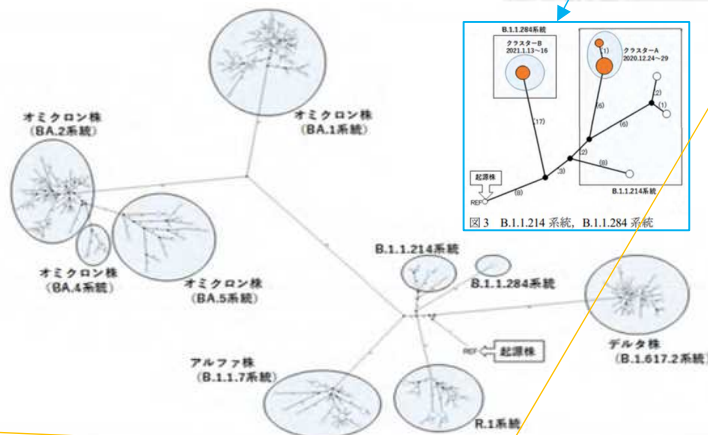 B.1.1.284系統
クラスターB
2021.1.13~16
クラスターA
2020.12.24~29
(1)
(17)
(6)
(6)
(2)
(1)
(2)
(3)
(6)
(8)
B.1.1.214系統
起源株
REF
図3 B.1.1.214 系統，B.1.1.284 系統
オミクロン株
(BA.2系統)
オミクロン株
(BA.1系統)
オミクロン株
(BA.4系統)
オミクロン株
(BA.5系統)
B.1.1.214系統
B.1.1.284系統
デルタ株
(B.1.617.2系統)
REF
起源株
アルファ株
(B.1.1.7系統)
R.1系統